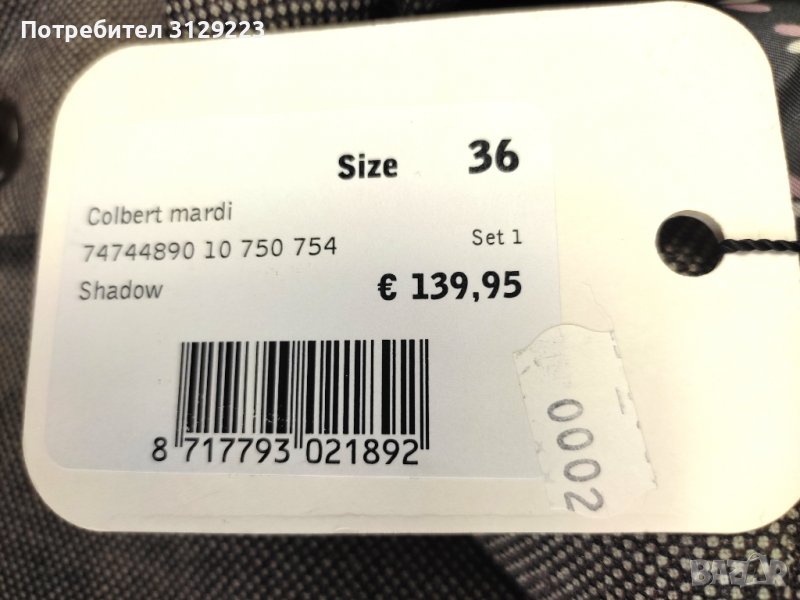 Потребител 3129223
Size 36
Colbert mardi
74744890 10 750 754 Set 1
Shadow € 139,95
8 717793 021892
0002
BAZAR